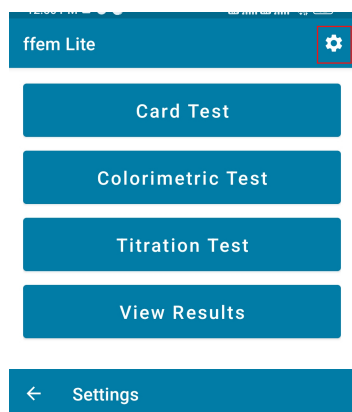 ffem Lite
Card Test
Colorimetric Test
Titration Test
View Results
Settings